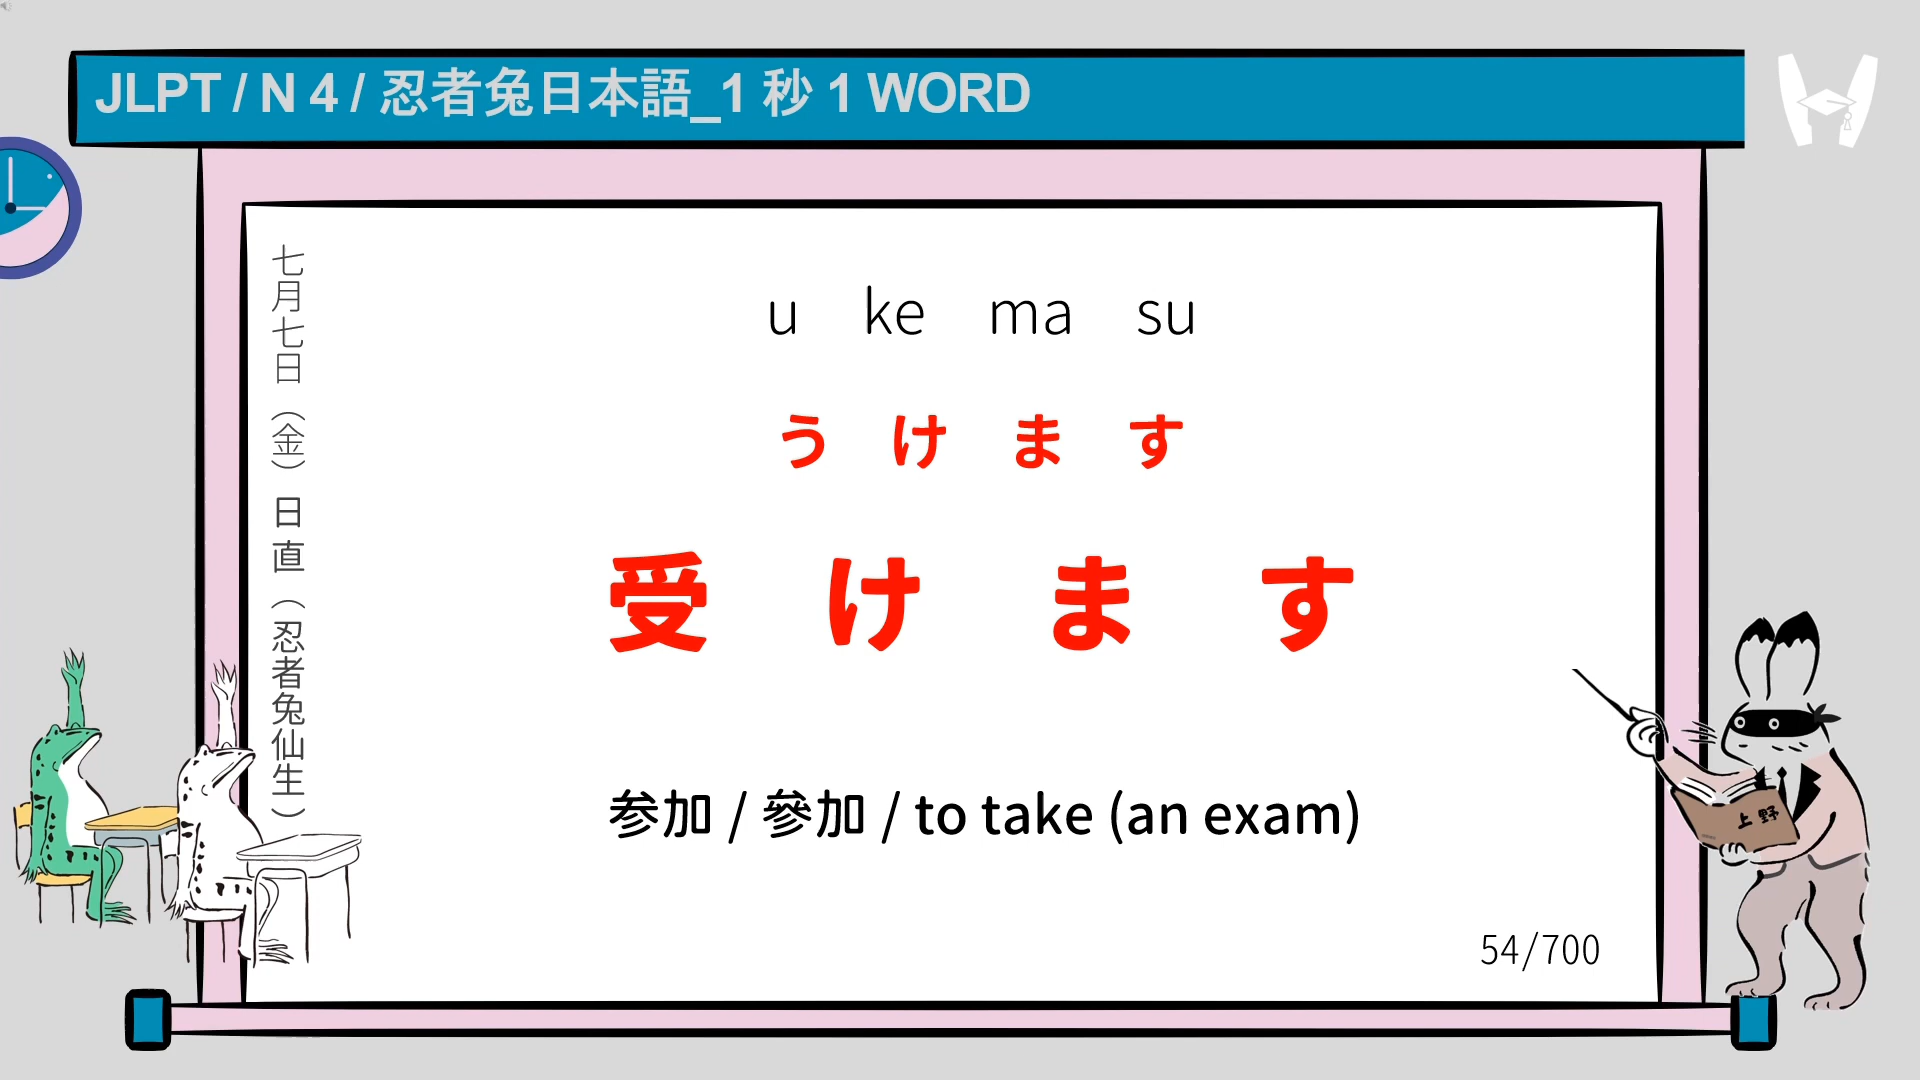 JLPT / N 4 / 忍者兔日本語_1 秒 1 WORD
七月七日（金）日直（忍者兔仙生）
u ke ma su
う け ま す
受 け ま す
参加 / 參加 / to take (an exam)
上野
54/700